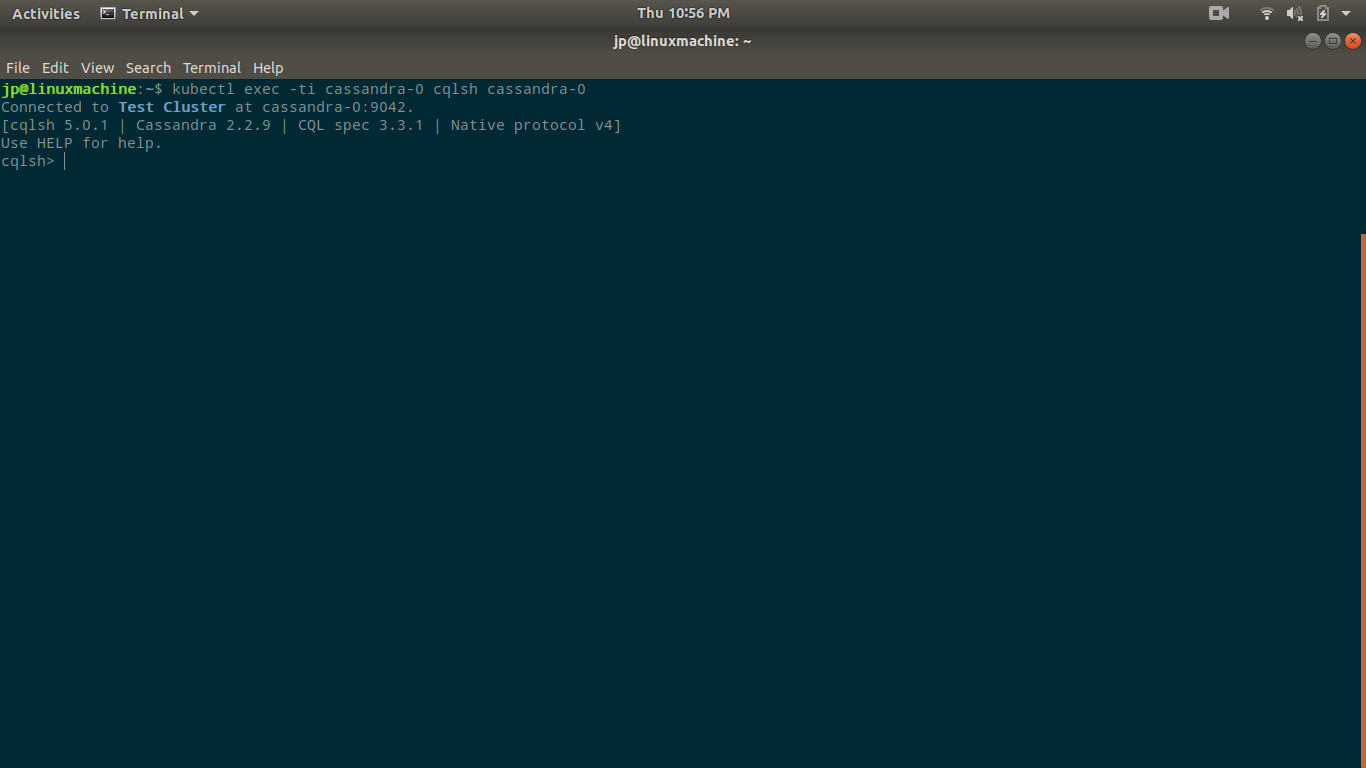 Activities Terminal Thu 10:56 PM
jp@linuxmachine: ~
File Edit View Search Terminal Help
jp@linuxmachine:~$ kubectl exec -ti cassandra-0 cqlsh cassandra-0
Connected to Test Cluster at cassandra-0:9042.
[cqlsh 5.0.1 | Cassandra 2.2.9 | CQL spec 3.3.1 | Native protocol v4]
Use HELP for help.
cqlsh>